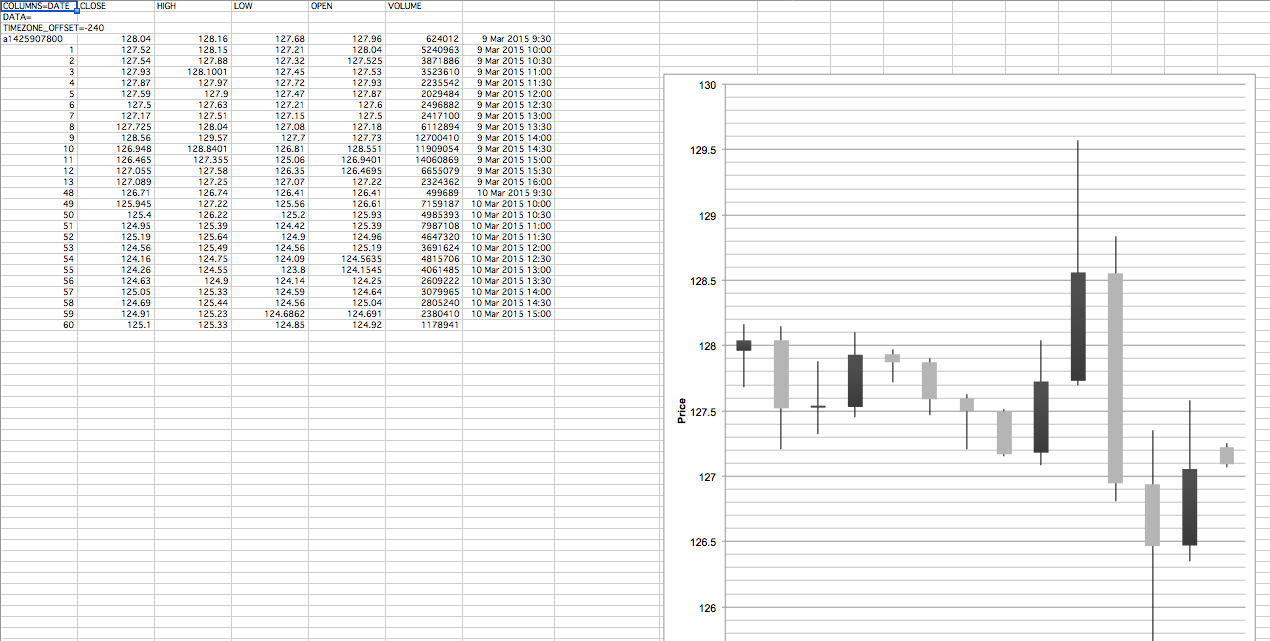 COLUMNS=DATE CLOSE HIGH LOW OPEN VOLUME
DATA=
TIMEZONE_OFFSET=-240
a1425907800 128.04 128.16 127.68 127.96 624012 9 Mar 2015 9:30
1 127.52 128.15 127.21 128.04 5240963 9 Mar 2015 10:00
2 127.54 127.88 127.32 127.525 3871886 9 Mar 2015 10:30
3 127.93 128.1001 127.45 127.53 3523610 9 Mar 2015 11:00
4 127.87 127.97 127.72 127.93 2235542 9 Mar 2015 11:30
5 127.59 127.9 127.47 127.87 2029484 9 Mar 2015 12:00
6 127.5 127.63 127.21 127.6 2496882 9 Mar 2015 12:30
7 127.17 127.51 127.15 127.5 2417100 9 Mar 2015 13:00
8 127.725 128.04 127.08 127.18 6112894 9 Mar 2015 13:30
9 128.56 129.57 127.7 127.73 12700410 9 Mar 2015 14:00
10 126.948 128.8401 126.81 128.551 11909054 9 Mar 2015 14:30
11 126.465 127.355 125.06 126.9401 14060869 9 Mar 2015 15:00
12 127.055 127.58 126.35 126.4695 6655079 9 Mar 2015 15:30
13 127.089 127.25 127.07 127.22 2324362 9 Mar 2015 16:00
48 126.71 126.74 126.41 126.41 499689 10 Mar 2015 9:30
49 125.945 127.22 125.56 126.61 7159187 10 Mar 2015 10:00
50 125.4 126.22 125.2 125.93 4985393 10 Mar 2015 10:30
51 124.95 125.39 124.42 125.39 7987108 10 Mar 2015 11:00
52 125.19 125.64 124.9 124.96 4647320 10 Mar 2015 11:30
53 124.56 125.49 124.56 125.19 3691624 10 Mar 2015 12:00
54 124.16 124.75 124.09 124.5635 4815706 10 Mar 2015 12:30
55 124.26 124.55 123.8 124.1545 4061485 10 Mar 2015 13:00
56 124.63 124.9 124.14 124.25 2609222 10 Mar 2015 13:30
57 125.05 125.33 124.59 124.64 3079965 10 Mar 2015 14:00
58 124.69 125.44 124.56 125.04 2805240 10 Mar 2015 14:30
59 124.91 125.23 124.6862 124.691 2380410 10 Mar 2015 15:00
60 125.1 125.33 124.85 124.92 1178941
130
129.5
129
128.5
128
127.5
127
126.5
126
Price